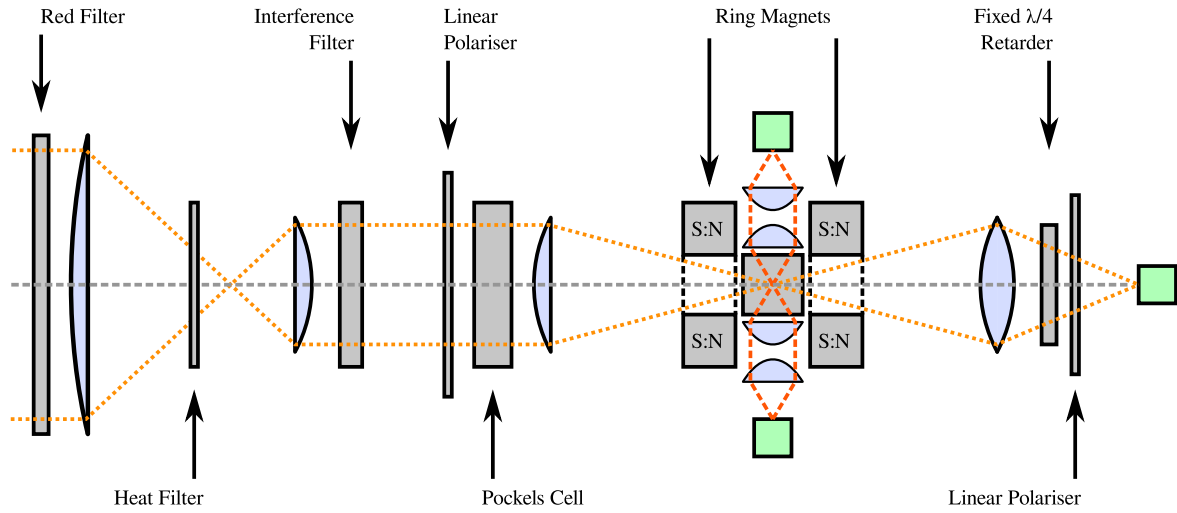 Red Filter
Interference
Filter
Linear
Polariser
Ring Magnets
Fixed λ/4
Retarder
S:N
S:N
S:N
S:N
Heat Filter
Pockels Cell
Linear Polariser